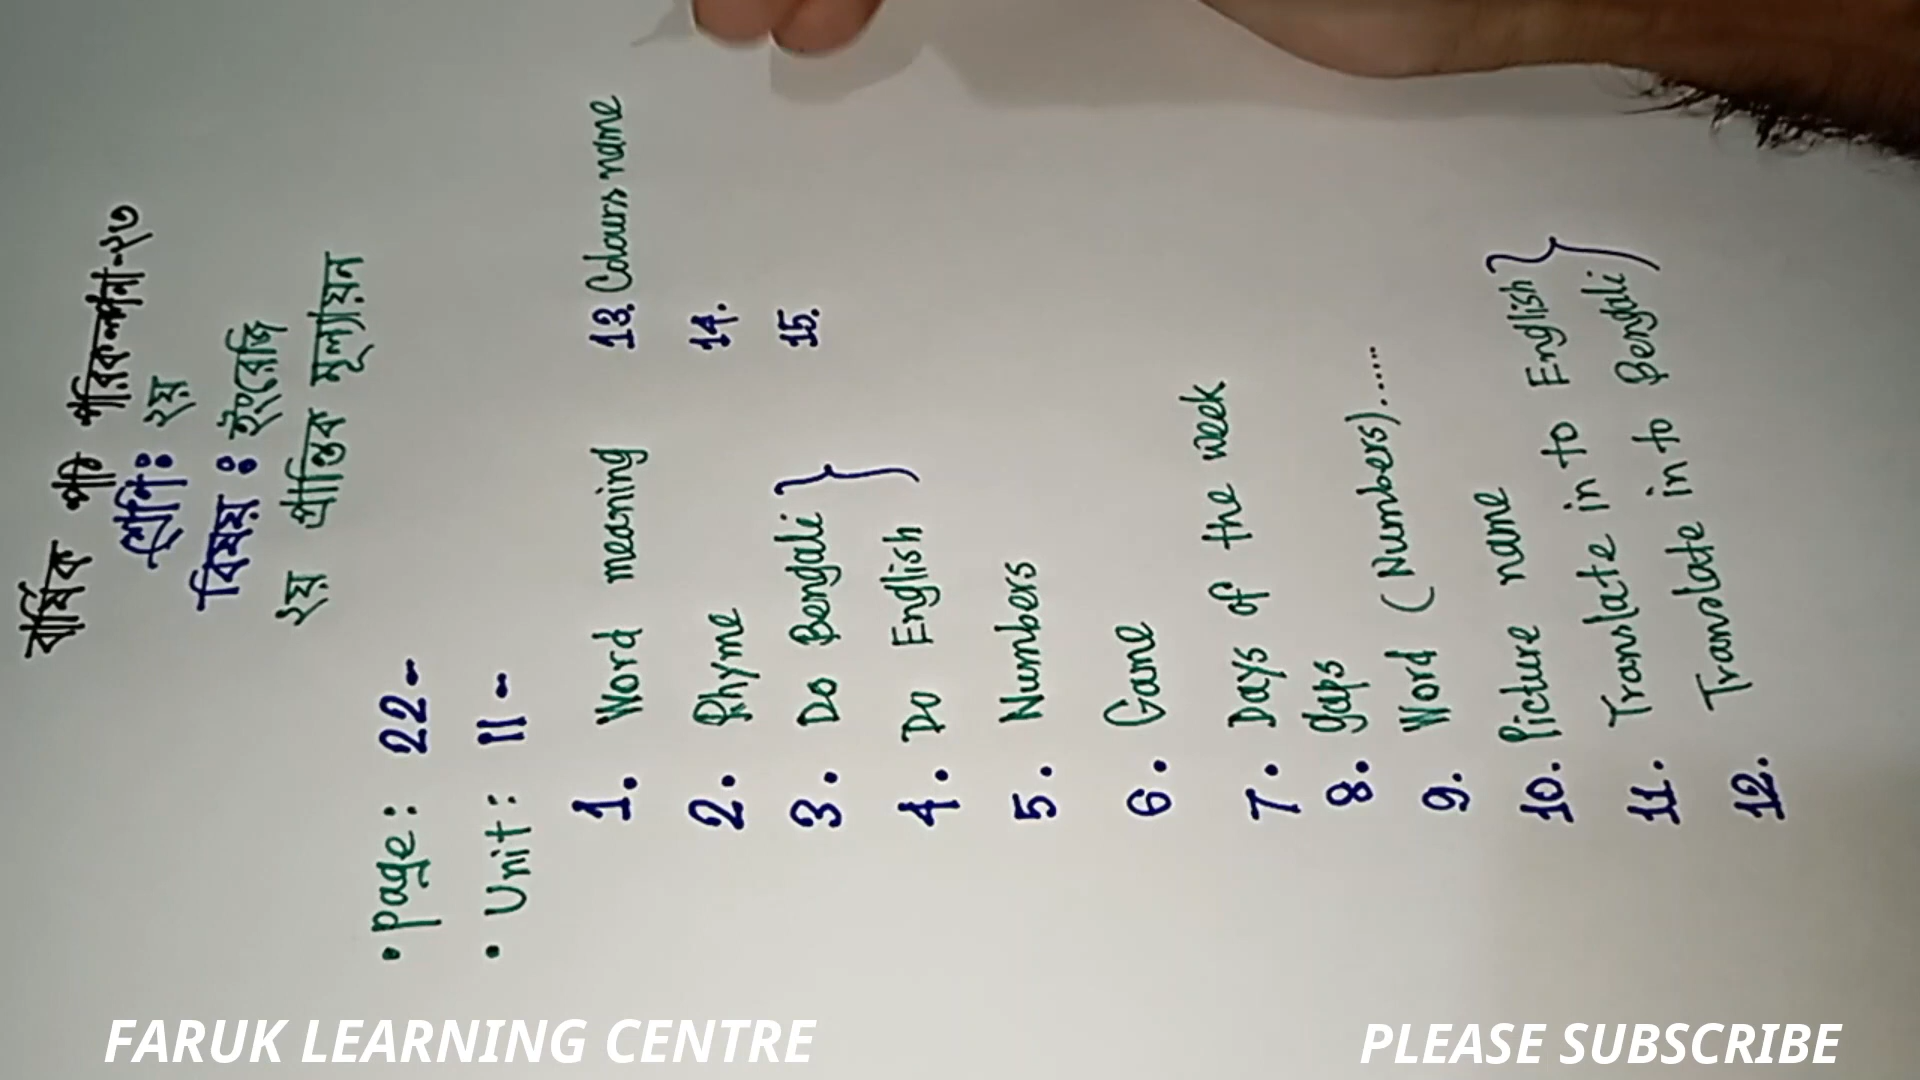 বার্ষিক পাঠ পরিকল্পনা-২৩
শ্রেণি: ২য়
বিষয়: ইংরেজি
২য় প্রান্তিক মূল্যায়ন
• Page: 22-
• Unit: 11-
1. Word meaning
2. Rhyme
3. Do Bengali }
4. Do English
5. Numbers
6. Game
7. Days of the week
8. gaps
9. Word (Numbers)......
10. Picture name
11. Translate in to English }
12. Translate in to Bengali
13. Colours name
14.
15.
FARUK LEARNING CENTRE
PLEASE SUBSCRIBE